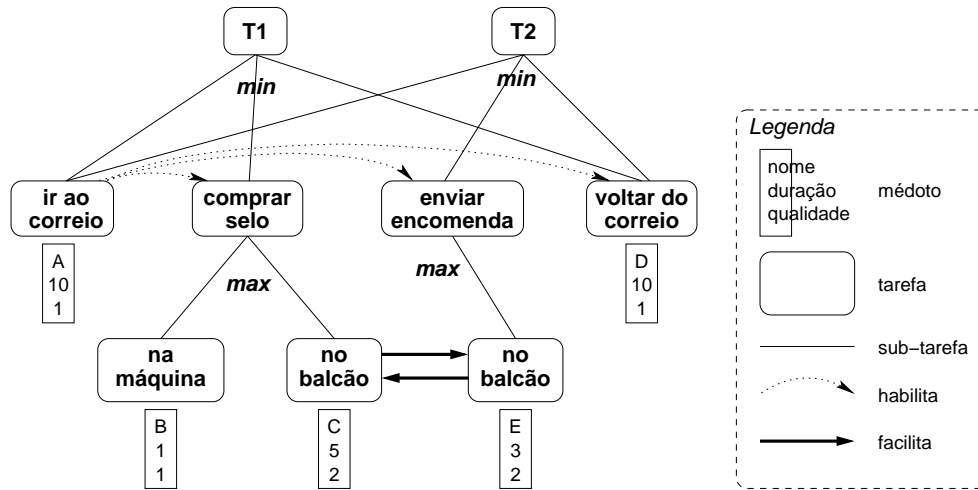 T1
T2
min
min
Legenda
nome
duração
qualidade
médoto
ir ao
correio
comprar
selo
enviar
encomenda
voltar do
correio
A
10
1
D
10
1
max
max
tarefa
na
máquina
no
balcão
no
balcão
sub-tarefa
habilita
B
1
1
C
5
2
E
3
2
facilita